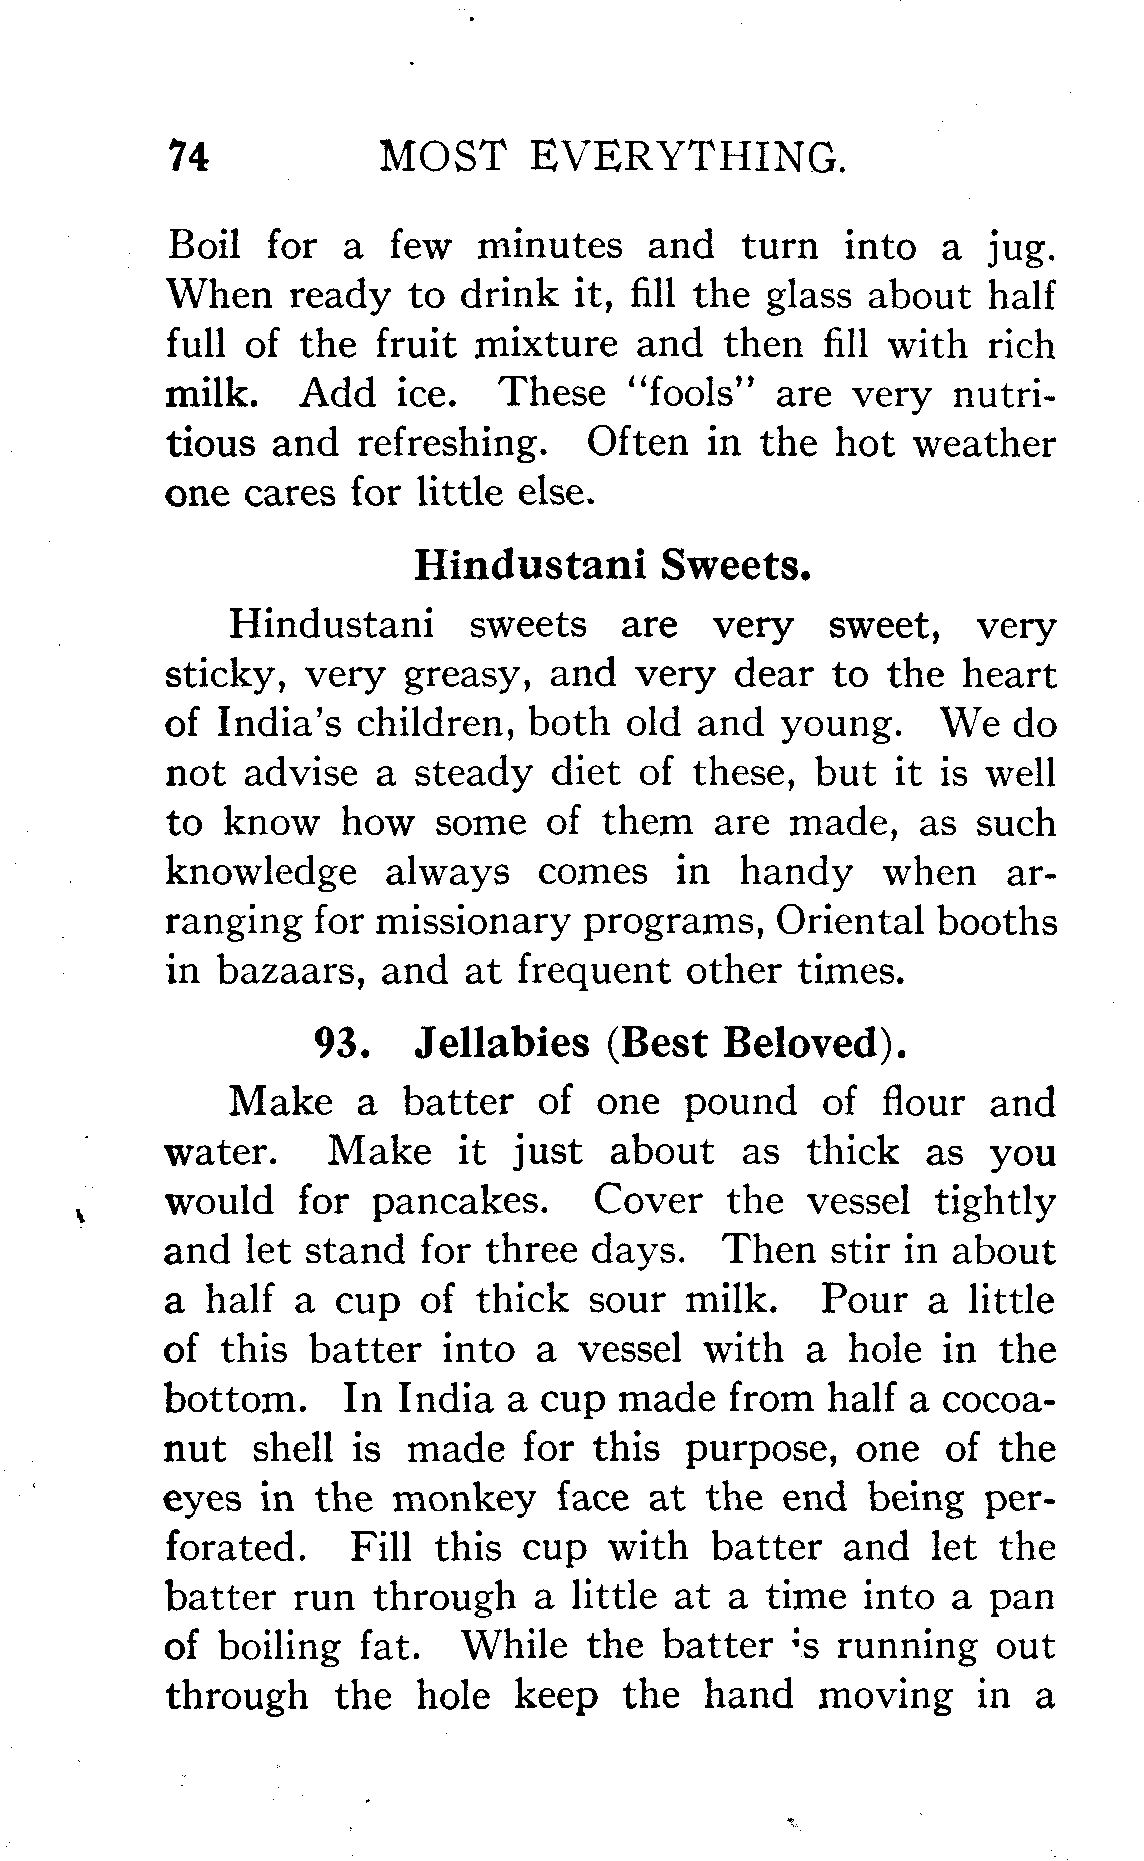 74 MOST EVERYTHING.
Boil for a few minutes and turn into a jug.
When ready to drink it, fill the glass about half
full of the fruit mixture and then fill with rich
milk. Add ice. These "fools" are very nutri-
tious and refreshing. Often in the hot weather
one cares for little else.
Hindustani Sweets.
Hindustani sweets are very sweet, very
sticky, very greasy, and very dear to the heart
of India's children, both old and young. We do
not advise a steady diet of these, but it is well
to know how some of them are made, as such
knowledge always comes in handy when ar-
ranging for missionary programs, Oriental booths
in bazaars, and at frequent other times.
93. Jellabies (Best Beloved).
Make a batter of one pound of flour and
water. Make it just about as thick as you
would for pancakes. Cover the vessel tightly
and let stand for three days. Then stir in about
a half a cup of thick sour milk. Pour a little
of this batter into a vessel with a hole in the
bottom. In India a cup made from half a cocoa-
nut shell is made for this purpose, one of the
eyes in the monkey face at the end being per-
forated. Fill this cup with batter and let the
batter run through a little at a time into a pan
of boiling fat. While the batter is running out
through the hole keep the hand moving in a